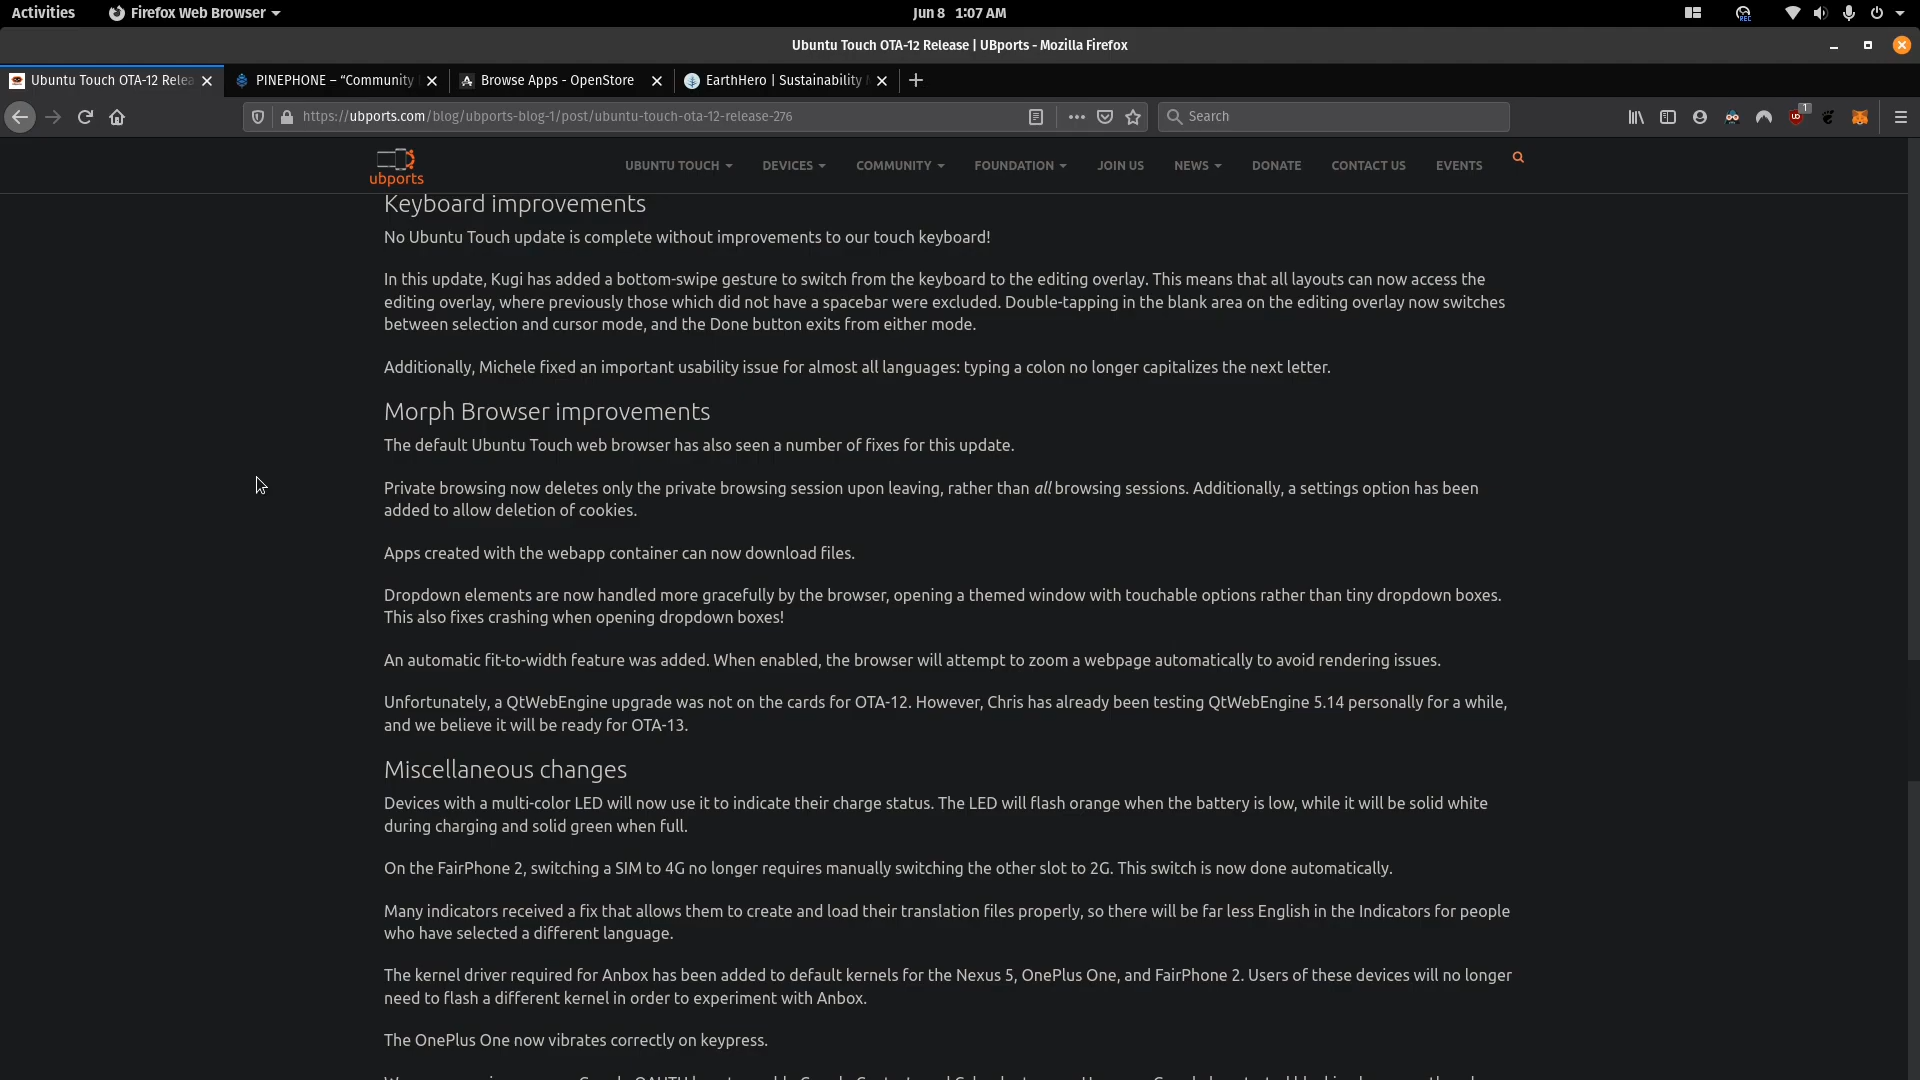 Activities Firefox Web Browser Jun 8 1:07 AM REC
Ubuntu Touch OTA-12 Release | UBports - Mozilla Firefox
Ubuntu Touch OTA-12 Relea PINEPHONE – “Community Browse Apps - OpenStore EarthHero | Sustainability
https://ubports.com/blog/ubports-blog-1/post/ubuntu-touch-ota-12-release-276 Search 1
ubports UBUNTU TOUCH DEVICES COMMUNITY FOUNDATION JOIN US NEWS DONATE CONTACT US EVENTS
Keyboard improvements
No Ubuntu Touch update is complete without improvements to our touch keyboard!
In this update, Kugi has added a bottom-swipe gesture to switch from the keyboard to the editing overlay. This means that all layouts can now access the
editing overlay, where previously those which did not have a spacebar were excluded. Double-tapping in the blank area on the editing overlay now switches
between selection and cursor mode, and the Done button exits from either mode.
Additionally, Michele fixed an important usability issue for almost all languages: typing a colon no longer capitalizes the next letter.
Morph Browser improvements
The default Ubuntu Touch web browser has also seen a number of fixes for this update.
Private browsing now deletes only the private browsing session upon leaving, rather than all browsing sessions. Additionally, a settings option has been
added to allow deletion of cookies.
Apps created with the webapp container can now download files.
Dropdown elements are now handled more gracefully by the browser, opening a themed window with touchable options rather than tiny dropdown boxes.
This also fixes crashing when opening dropdown boxes!
An automatic fit-to-width feature was added. When enabled, the browser will attempt to zoom a webpage automatically to avoid rendering issues.
Unfortunately, a QtWebEngine upgrade was not on the cards for OTA-12. However, Chris has already been testing QtWebEngine 5.14 personally for a while,
and we believe it will be ready for OTA-13.
Miscellaneous changes
Devices with a multi-color LED will now use it to indicate their charge status. The LED will flash orange when the battery is low, while it will be solid white
during charging and solid green when full.
On the FairPhone 2, switching a SIM to 4G no longer requires manually switching the other slot to 2G. This switch is now done automatically.
Many indicators received a fix that allows them to create and load their translation files properly, so there will be far less English in the Indicators for people
who have selected a different language.
The kernel driver required for Anbox has been added to default kernels for the Nexus 5, OnePlus One, and FairPhone 2. Users of these devices will no longer
need to flash a different kernel in order to experiment with Anbox.
The OnePlus One now vibrates correctly on keypress.